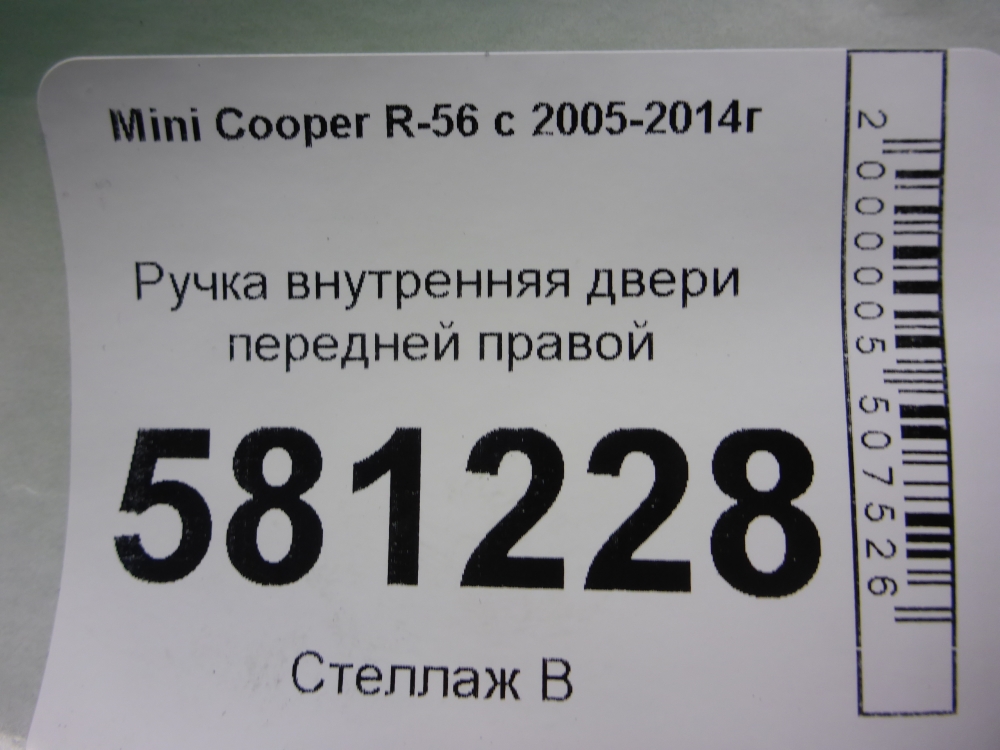 Mini Cooper R-56 с 2005-2014г
Ручка внутренняя двери
передней правой
581228
Стеллаж В
2000005507526